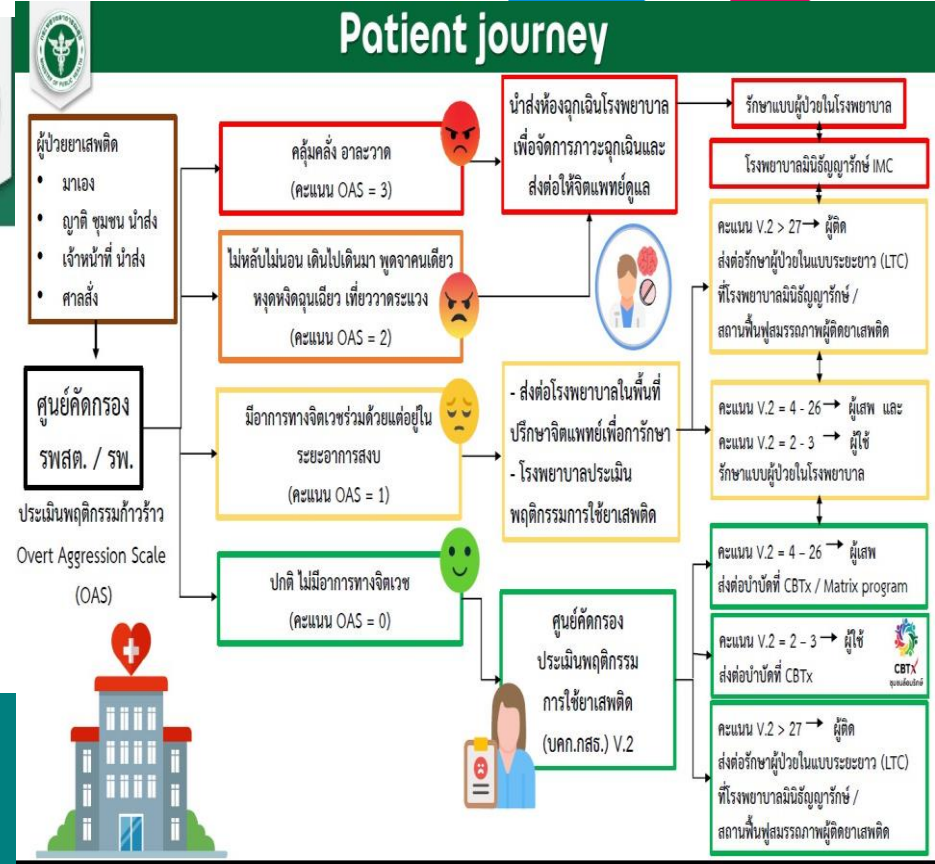 Patient journey
ผู้ป่วยยาเสพติด
• มาเอง
• ญาติ ชุมชน นำส่ง
• เจ้าหน้าที่ นำส่ง
• ศาลสั่ง
ศูนย์คัดกรอง
รพสต. / รพ.
ประเมินพฤติกรรมก้าวร้าว
Overt Aggression Scale
(OAS)
คลุ้มคลั่ง อาละวาด
(คะแนน OAS = 3)
ไม่หลับไม่นอน เดินไปเดินมา พูดจาคนเดียว
หงุดหงิดฉุนเฉียว เที่ยวหวาดระแวง
(คะแนน OAS = 2)
มีอาการทางจิตเวชร่วมด้วยแต่อยู่ใน
ระยะอาการสงบ
(คะแนน OAS = 1)
ปกติ ไม่มีอาการทางจิตเวช
(คะแนน OAS = 0)
นำส่งห้องฉุกเฉินโรงพยาบาล
เพื่อจัดการภาวะฉุกเฉินและ
ส่งต่อให้จิตแพทย์ดูแล
- ส่งต่อโรงพยาบาลในพื้นที่
ปรึกษาจิตแพทย์เพื่อการรักษา
- โรงพยาบาลประเมิน
พฤติกรรมการใช้ยาเสพติด
ศูนย์คัดกรอง
ประเมินพฤติกรรม
การใช้ยาเสพติด
(บคก.กสธ.) V.2
รักษาแบบผู้ป่วยในโรงพยาบาล
โรงพยาบาลมินิธัญญารักษ์ IMC
คะแนน V.2 > 27 → ผู้ติด
ส่งต่อรักษาผู้ป่วยในแบบระยะยาว (LTC)
ที่โรงพยาบาลมินิธัญญารักษ์ /
สถานฟื้นฟูสมรรถภาพผู้ติดยาเสพติด
คะแนน V.2 = 4 - 26 → ผู้เสพ และ
คะแนน V.2 = 2 - 3 → ผู้ใช้
รักษาแบบผู้ป่วยในโรงพยาบาล
คะแนน V.2 = 4 – 26 → ผู้เสพ
ส่งต่อบำบัดที่ CBTx / Matrix program
คะแนน V.2 = 2 – 3 → ผู้ใช้
ส่งต่อบำบัดที่ CBTx
CBTX
ชุมชนล้อมรักษ์
คะแนน V.2 > 27 → ผู้ติด
ส่งต่อรักษาผู้ป่วยในแบบระยะยาว (LTC)
ที่โรงพยาบาลมินิธัญญารักษ์ /
สถานฟื้นฟูสมรรถภาพผู้ติดยาเสพติด